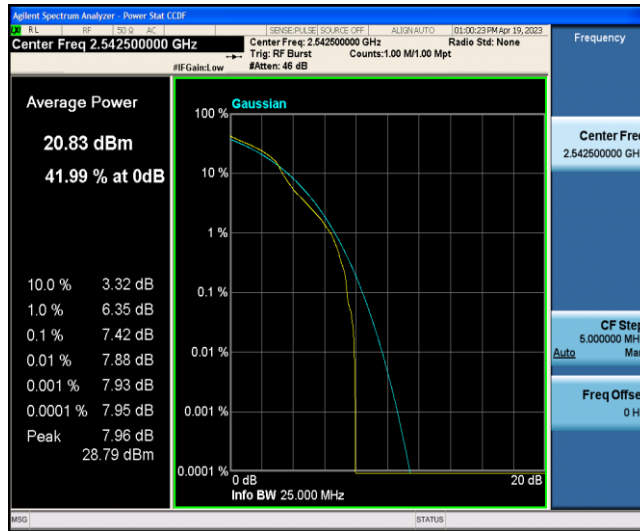 Agilent Spectrum Analyzer - Power Stat CCDF
RL RF 50 Ω AC SENSE:PULSE SOURCE OFF ALIGN AUTO 01:00:23 PM Apr 19, 2023
Center Freq 2.542500000 GHz
Center Freq: 2.542500000 GHz Radio Std: None
Trig: RF Burst Counts:1.00 M/1.00 Mpt
#IFGain:Low #Atten: 46 dB
Frequency
Average Power
20.83 dBm
41.99 % at 0dB
10.0 % 3.32 dB
1.0 % 6.35 dB
0.1 % 7.42 dB
0.01 % 7.88 dB
0.001 % 7.93 dB
0.0001 % 7.95 dB
Peak 7.96 dB
28.79 dBm
Gaussian
100 %
10 %
1 %
0.1 %
0.01 %
0.001 %
0.0001 %
0 dB 20 dB
Info BW 25.000 MHz
Center Fre
2.542500000 GH
CF Step
5.000000 MH
Auto Ma
Freq Offse
0 H
MSG STATUS